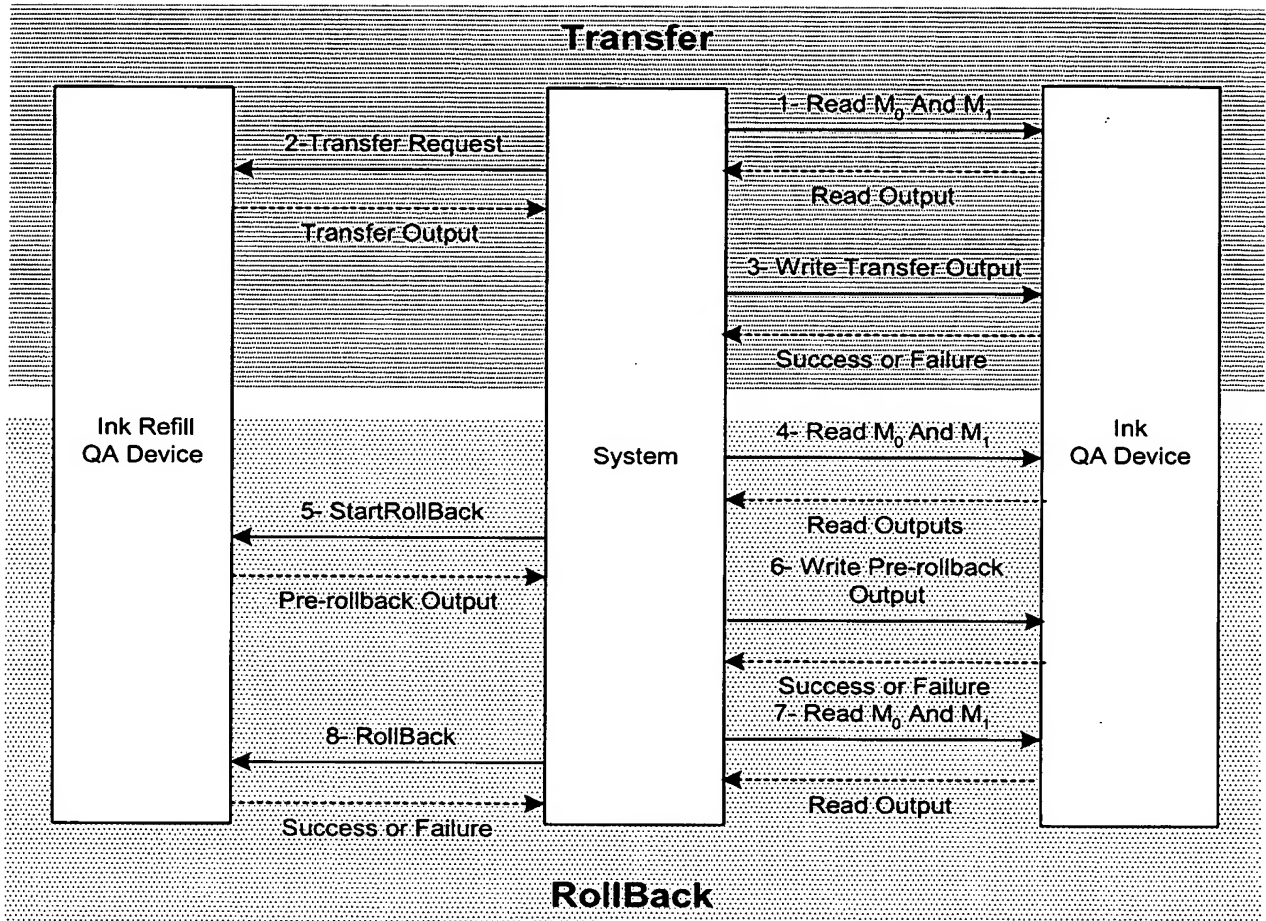 Transfer
1- Read M₀ And M₁
2-Transfer Request
Read Output
Transfer Output
3- Write Transfer Output
Success or Failure
Ink Refill
QA Device
System
Ink
QA Device
4- Read M₀ And M₁
Read Outputs
5- StartRollBack
Pre-rollback Output
6- Write Pre-rollback
Output
Success or Failure
7- Read M₀ And M₁
8- RollBack
Read Output
Success or Failure
RollBack